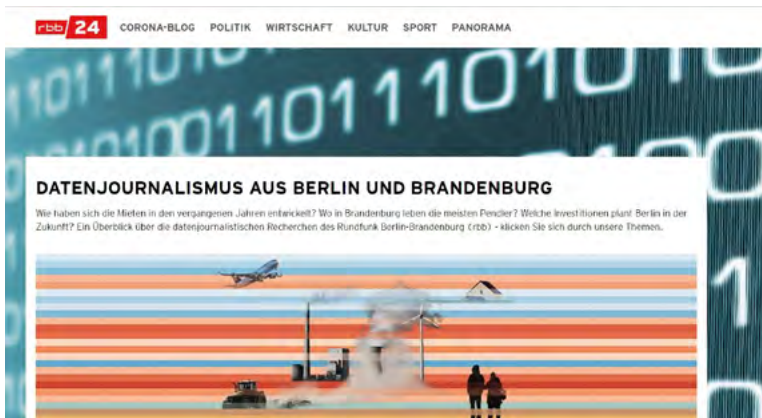 rbb 24 CORONA-BLOG POLITIK WIRTSCHAFT KULTUR SPORT PANORAMA
11011101011101010
0101001101110101
DATENJOURNALISMUS AUS BERLIN UND BRANDENBURG
Wie haben sich die Mieten in den vergangenen Jahren entwickelt? Wo in Brandenburg leben die meisten Pendler? Welche Investitionen plant Berlin in der
Zukunft? Ein Überblick über die datenjournalistischen Recherchen des Rundfunk Berlin-Brandenburg (rbb) - klicken Sie sich durch unsere Themen.